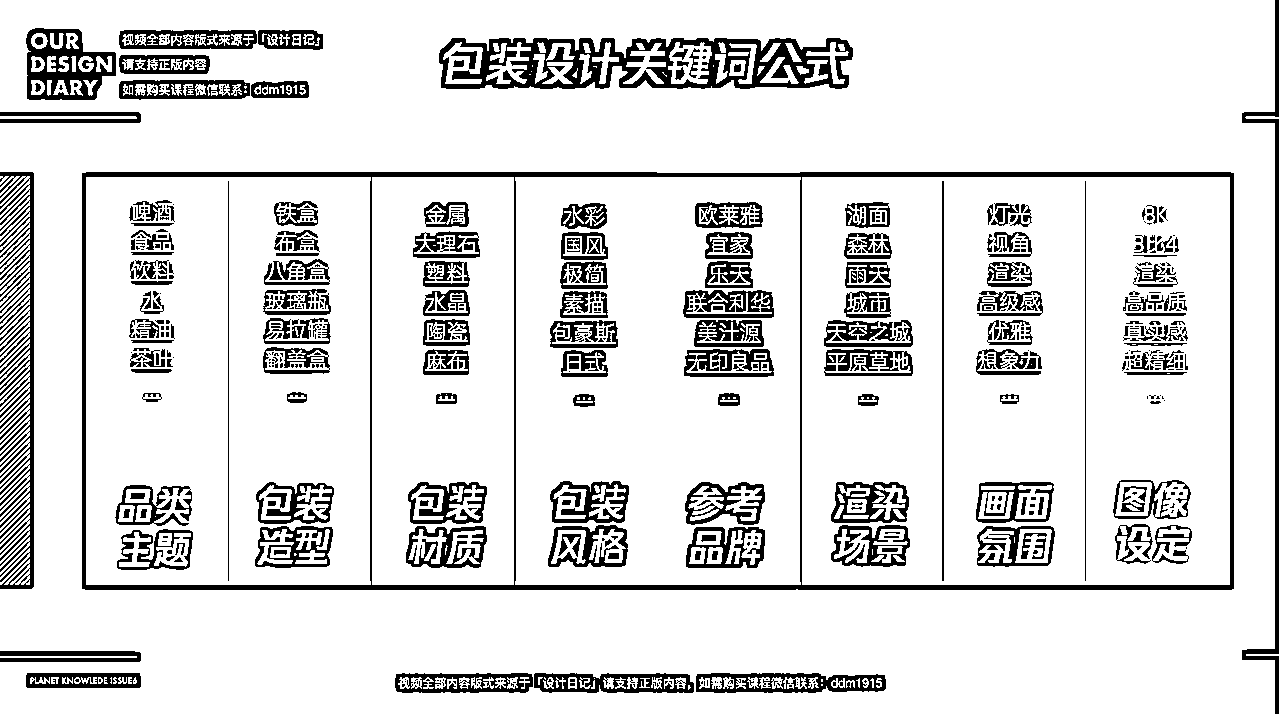 OUR
DESIGN
DIARY
视频全部内容版式来源于「设计日记」
请支持正版内容
如需购买课程微信联系：ddm1915
包装设计关键词公式
啤酒
食品
饮料
水
精油
茶叶
...
品类
主题
铁盒
布盒
八角盒
玻璃瓶
易拉罐
翻盖盒
...
包装
造型
金属
大理石
塑料
水晶
陶瓷
麻布
...
包装
材质
水彩
国风
极简
素描
包豪斯
日式
...
包装
风格
欧莱雅
宜家
乐天
联合利华
美汁源
无印良品
...
参考
品牌
湖面
森林
雨天
城市
天空之城
平原草地
...
渲染
场景
灯光
视角
渲染
高级感
优雅
想象力
...
画面
氛围
8K
渲染
高品质
真实感
超精细
...
图像
设定
PLANET KNOWLEDE ISSUE6
视频全部内容版式来源于「设计日记」请支持正版内容，如需购买课程微信联系：ddm1915